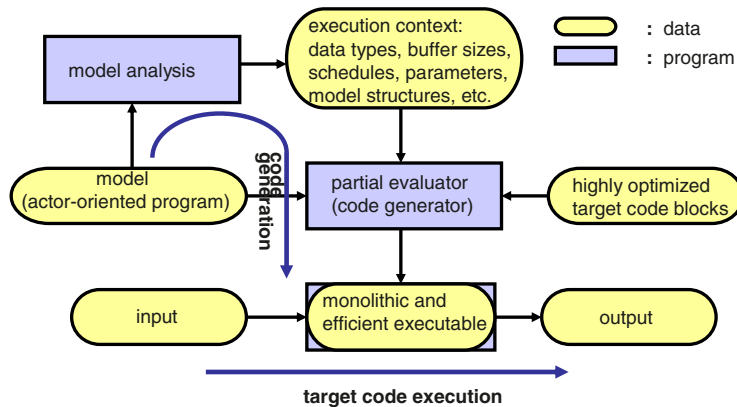 execution context:
data types, buffer sizes,
schedules, parameters,
model structures, etc.
: data
: program
model analysis
code
generation
model
(actor-oriented program)
partial evaluator
(code generator)
highly optimized
target code blocks
input
monolithic and
efficient executable
output
target code execution